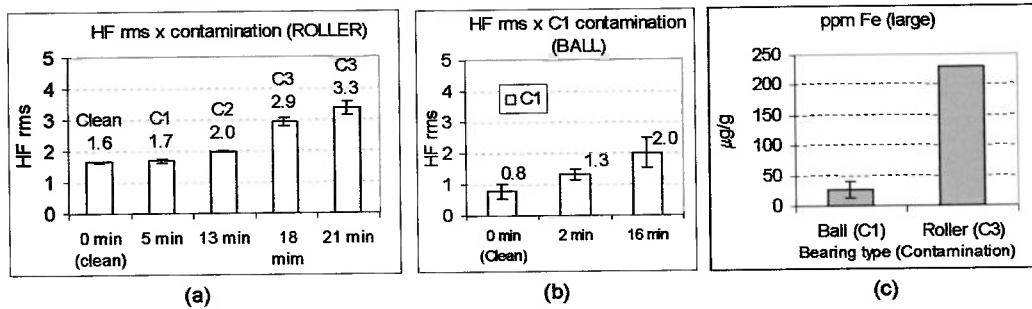 HF rms x contamination (ROLLER)
5
4
3
2
1
0
HF rms
Clean
1.6
C1
1.7
C2
2.0
C3
2.9
C3
3.3
0 min 5 min 13 min 18 21 min
(clean) mim
(a)
HF rms x C1 contamination
(BALL)
5
4
3
2
1
0
HF rms
C1
0.8
1.3
2.0
0 min 2 min 16 min
(Clean)
(b)
ppm Fe (large)
250
200
150
100
50
0
µg/g
Ball (C1) Roller (C3)
Bearing type (Contamination)
(c)